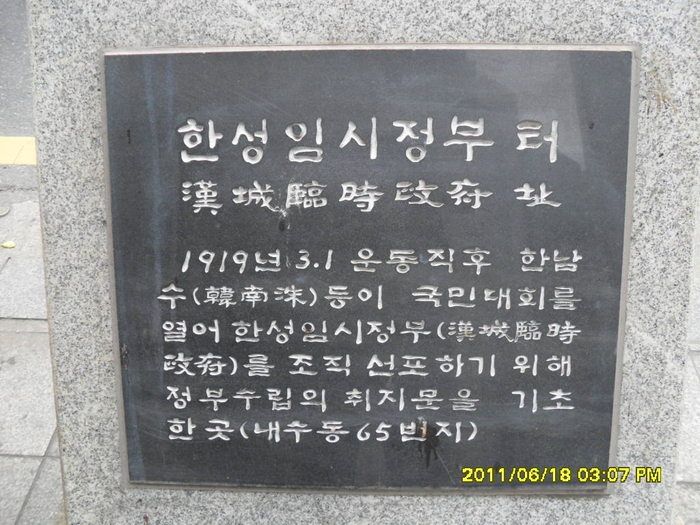 한성임시정부 터
漢城臨時政府 址
1919년 3.1 운동직후 한남
수(韓南洙)등이 국민대회를
열어 한성임시정부(漢城臨時
政府)를 조직 선포하기 위해
정부수립의 취지문을 기초
한 곳(내수동 65번지)
2011/06/18 03:07 PM